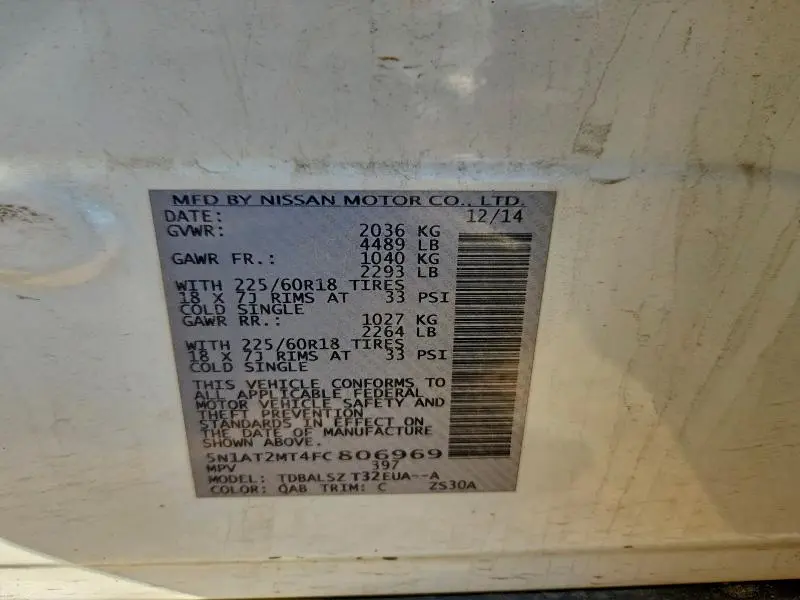 MFD BY NISSAN MOTOR CO., LTD.
DATE: 12/14
GVWR: 2036 KG
4489 LB
GAWR FR.: 1040 KG
2293 LB
WITH 225/60R18 TIRES
18 X 7J RIMS AT 33 PSI
COLD SINGLE
GAWR RR.: 1027 KG
2264 LB
WITH 225/60R18 TIRES
18 X 7J RIMS AT 33 PSI
COLD SINGLE
THIS VEHICLE CONFORMS TO
ALL APPLICABLE FEDERAL
MOTOR VEHICLE SAFETY AND
THEFT PREVENTION
STANDARDS IN EFFECT ON
THE DATE OF MANUFACTURE
SHOWN ABOVE.
5N1AT2MT4FC806969
MPV 397
MODEL: TDBALSZ T32EUA--A
COLOR: QAB TRIM: C ZS30A